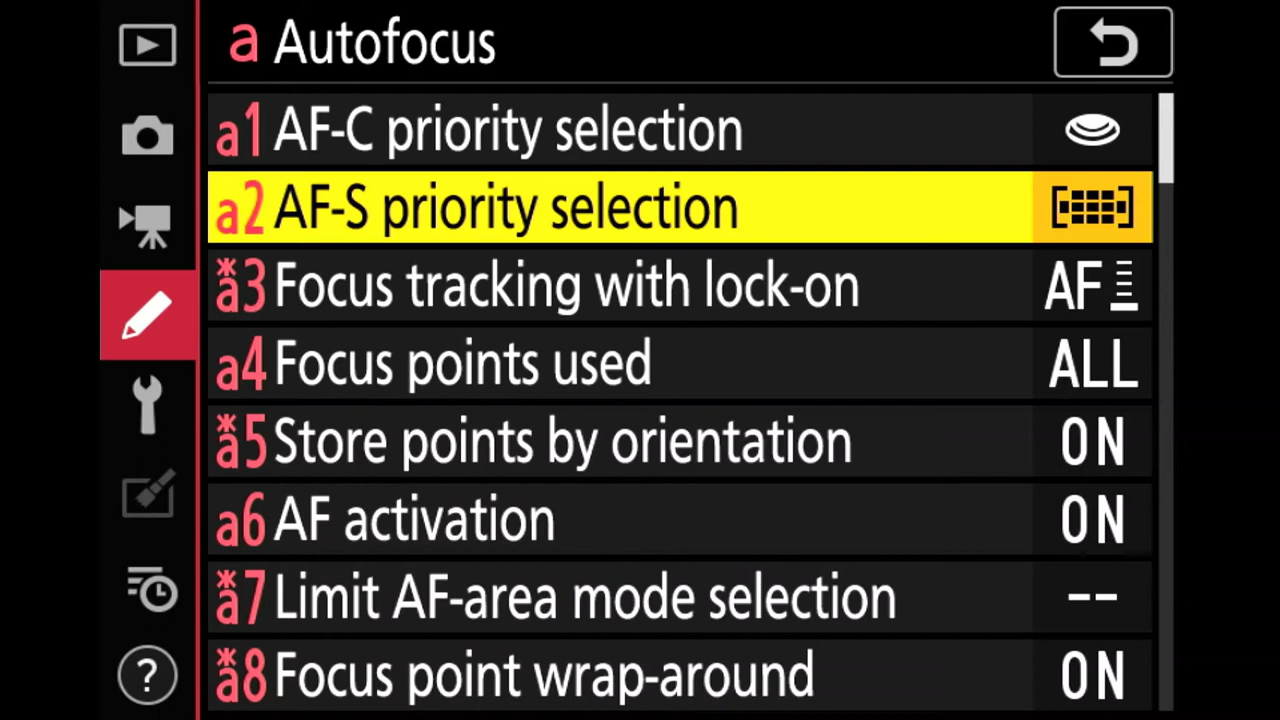 a Autofocus
a1 AF-C priority selection
a2 AF-S priority selection
*a3 Focus tracking with lock-on AF
a4 Focus points used ALL
*a5 Store points by orientation ON
a6 AF activation ON
*a7 Limit AF-area mode selection --
*a8 Focus point wrap-around ON
?